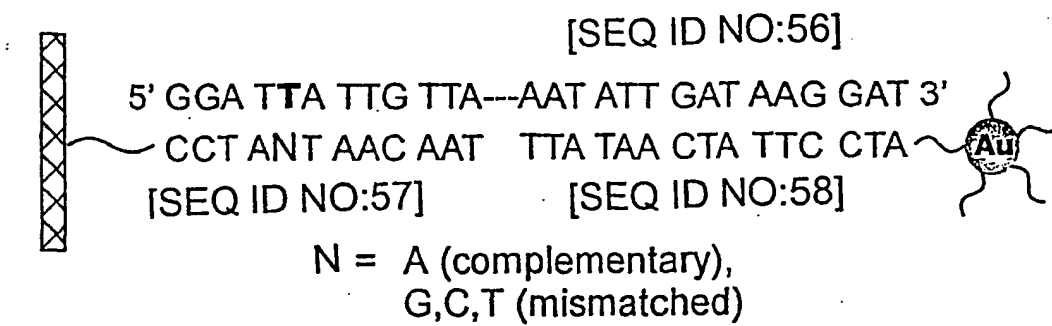 [SEQ ID NO:56]
5' GGA TTA TTG TTA---AAT ATT GAT AAG GAT 3'
CCT ANT AAC AAT TTA TAA CTA TTC CTA
Au
[SEQ ID NO:57] [SEQ ID NO:58]
N = A (complementary),
G,C,T (mismatched)